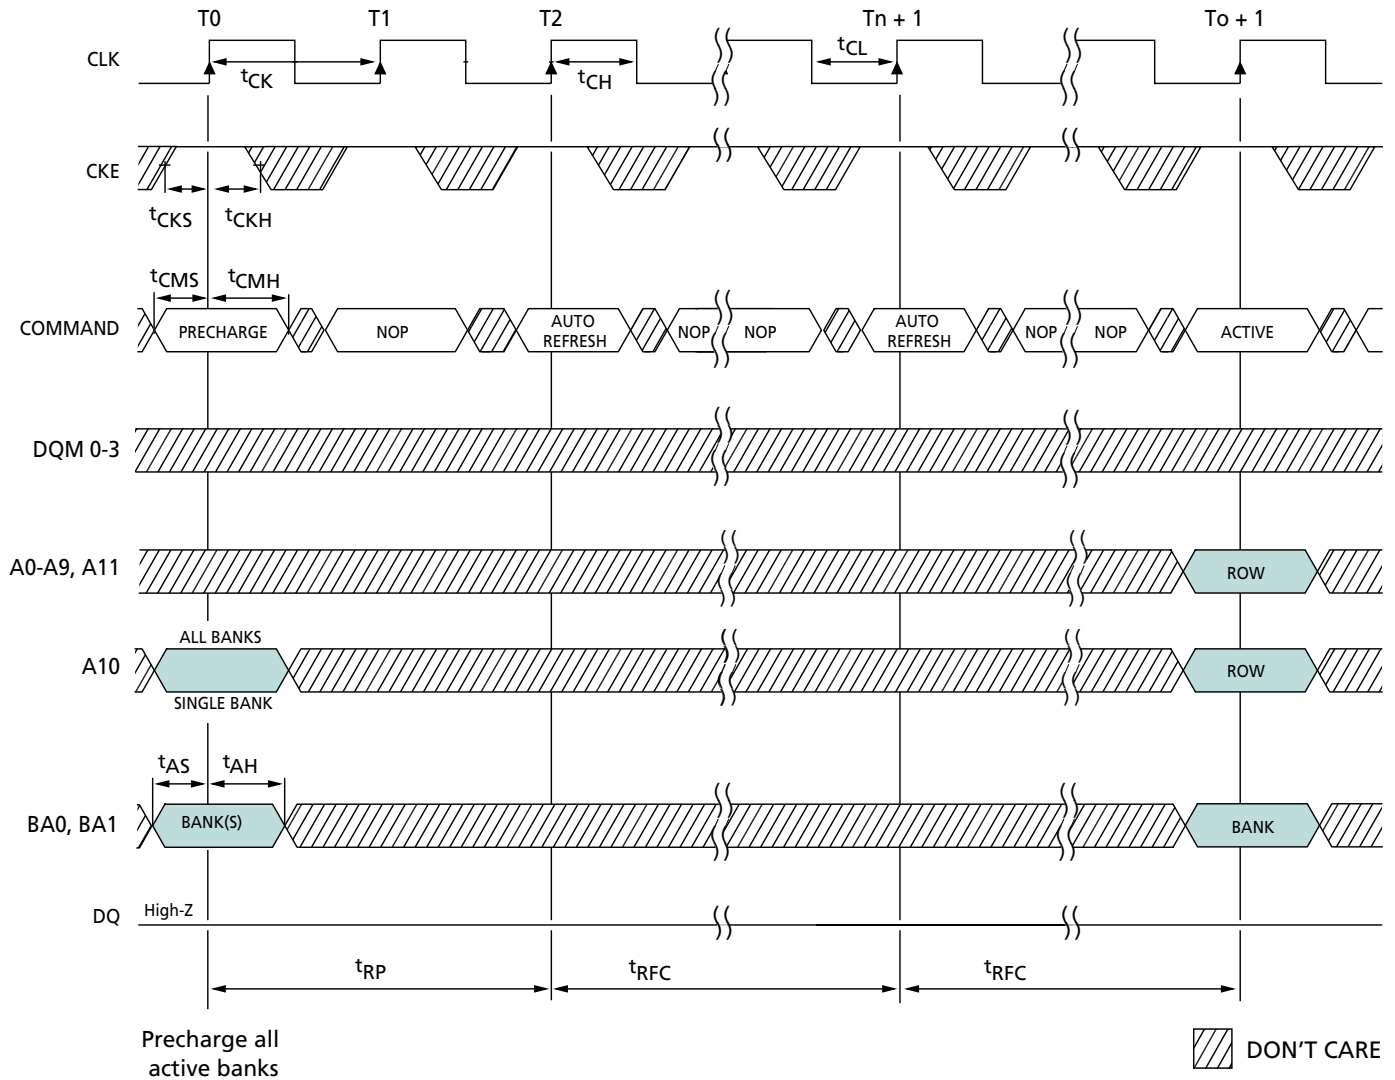 T0 T1 T2 Tn + 1 To + 1
CLK
tCK tCH tCL
CKE
tCKS tCKH
tCMS tCMH
COMMAND PRECHARGE NOP AUTO REFRESH NOP NOP AUTO REFRESH NOP NOP ACTIVE
DQM 0-3
A0-A9, A11 ROW
ALL BANKS
A10 ROW
SINGLE BANK
tAS tAH
BA0, BA1 BANK(S) BANK
DQ High-Z
tRP tRFC tRFC
Precharge all
active banks
DON'T CARE